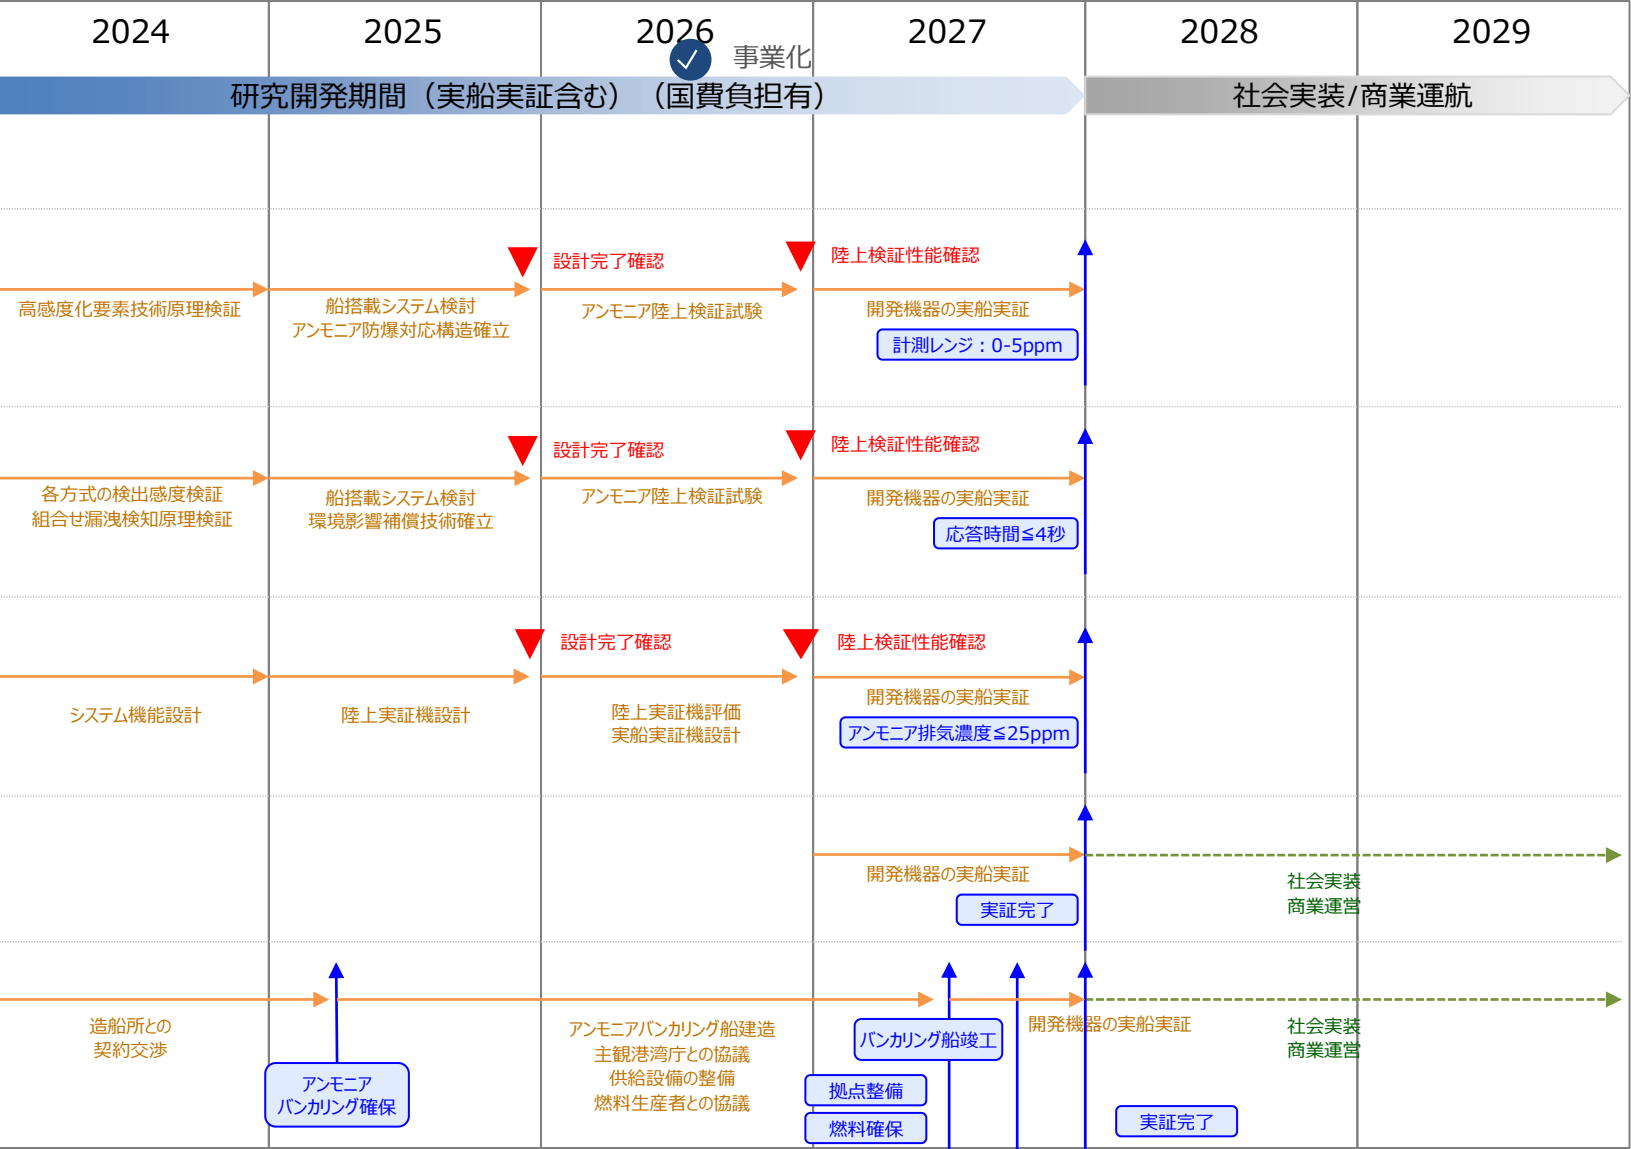 2024
2025
2026
2027
2028
2029
事業化
研究開発期間（実船実証含む）（国費負担有）
社会実装/商業運航
設計完了確認
陸上検証性能確認
高感度化要素技術原理検証
船搭載システム検討
アンモニア防爆対応構造確立
アンモニア陸上検証試験
開発機器の実船実証
計測レンジ：0-5ppm
設計完了確認
陸上検証性能確認
各方式の検出感度検証
組合せ漏洩検知原理検証
船搭載システム検討
環境影響補償技術確立
アンモニア陸上検証試験
開発機器の実船実証
応答時間≦4秒
設計完了確認
陸上検証性能確認
システム機能設計
陸上実証機設計
陸上実証機評価
実船実証機設計
開発機器の実船実証
アンモニア排気濃度≦25ppm
開発機器の実船実証
実証完了
社会実装
商業運営
造船所との
契約交渉
アンモニア
バンカリング確保
アンモニアバンカリング船建造
主観港湾庁との協議
供給設備の整備
燃料生産者との協議
バンカリング船竣工
拠点整備
燃料確保
開発機器の実船実証
実証完了
社会実装
商業運営